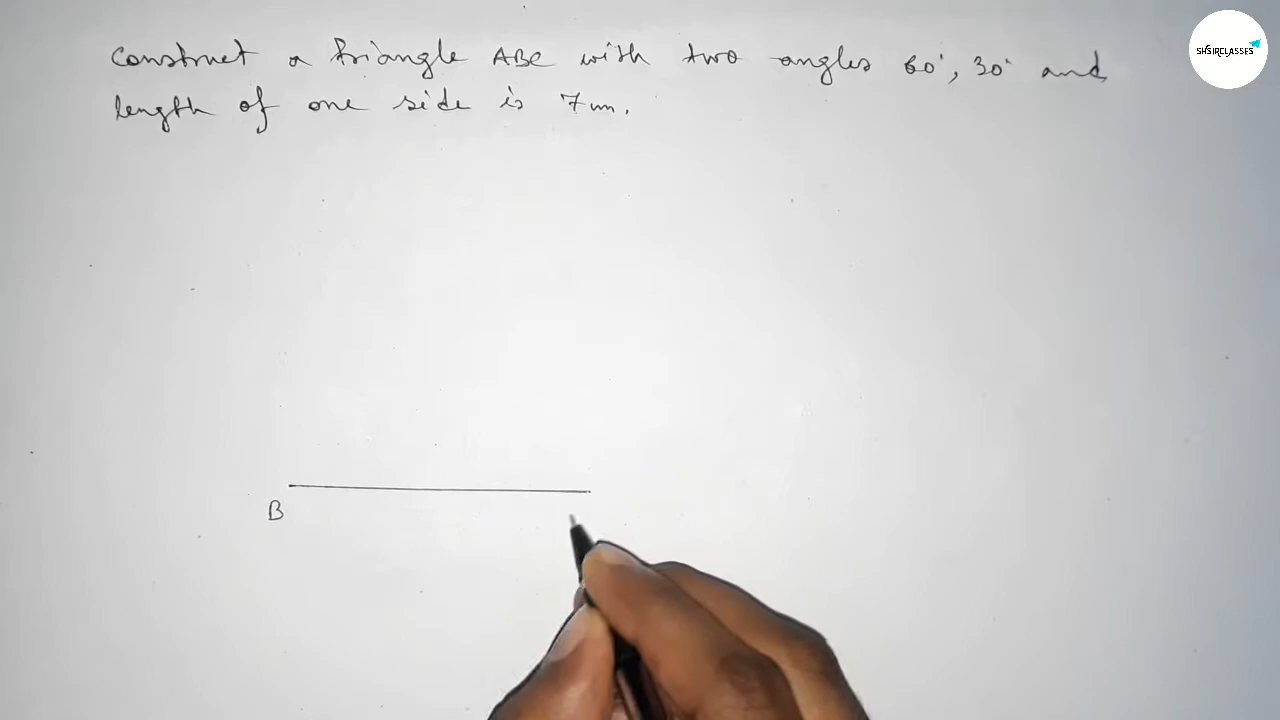 Construct a triangle ABC with two angles 60°, 30° and
length of one side is 7cm.
SHSIRCLASSES
B